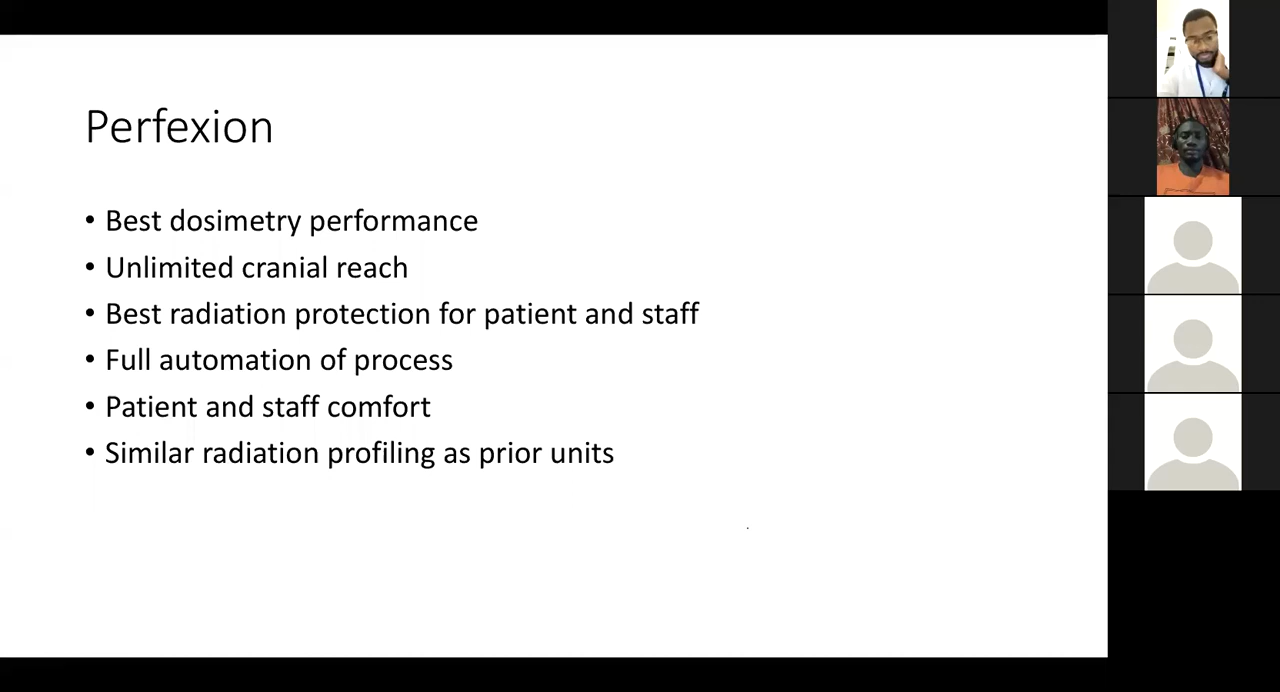 Perfexion
• Best dosimetry performance
• Unlimited cranial reach
• Best radiation protection for patient and staff
• Full automation of process
• Patient and staff comfort
• Similar radiation profiling as prior units